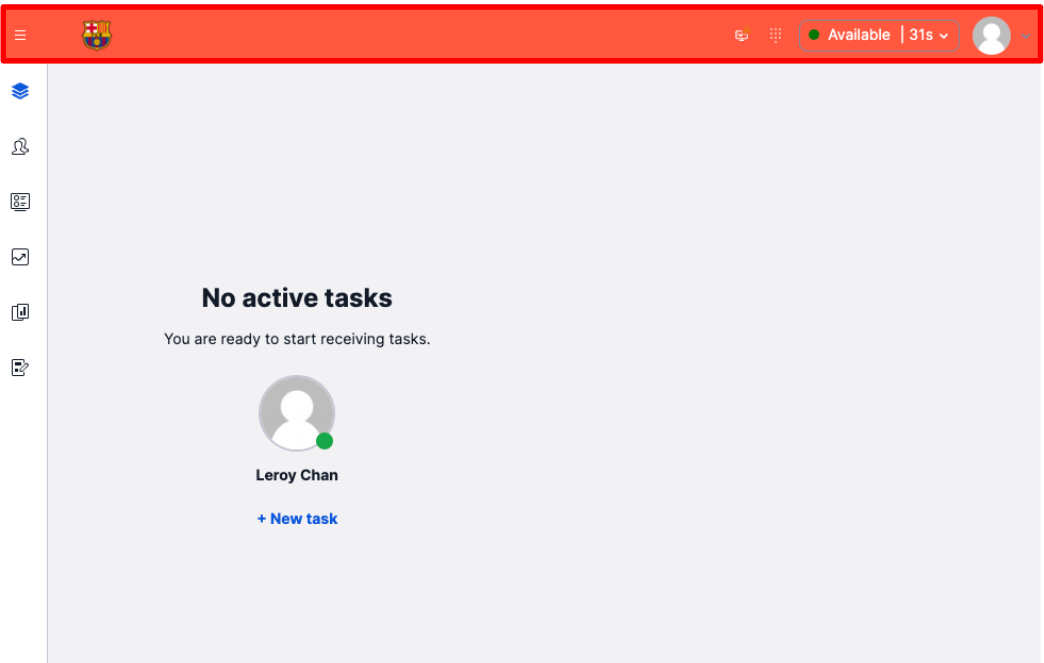 Available | 31s
No active tasks
You are ready to start receiving tasks.
Leroy Chan
+ New task